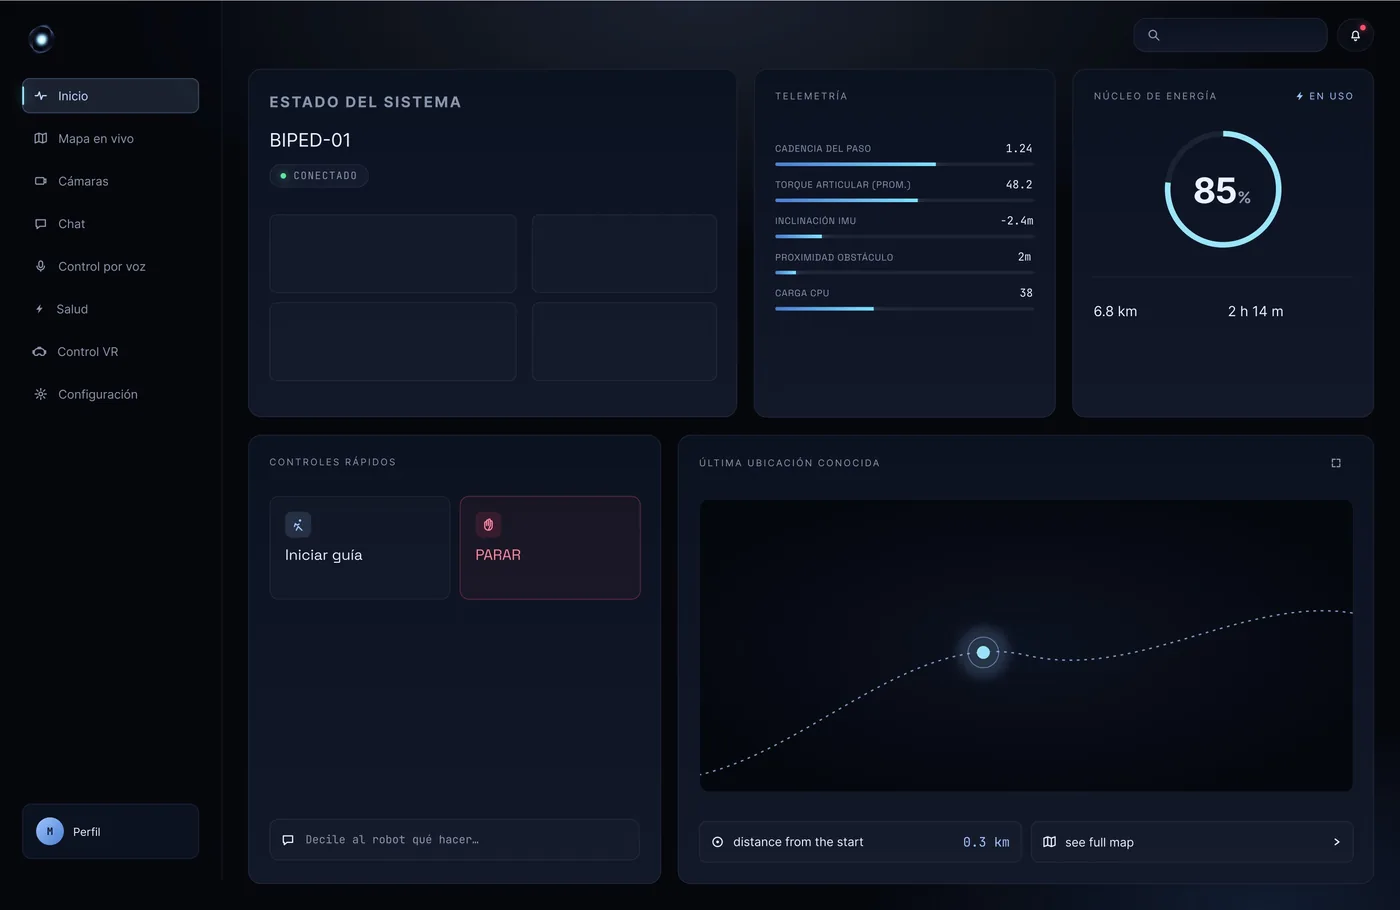 Inicio
Mapa en vivo
Cámaras
Chat
Control por voz
Salud
Control VR
Configuración
M
Perfil
ESTADO DEL SISTEMA
BIPED-01
CONECTADO
TELEMETRÍA
CADENCIA DEL PASO 1.24
TORQUE ARTICULAR (PROM.) 48.2
INCLINACIÓN IMU -2.4m
PROXIMIDAD OBSTÁCULO 2m
CARGA CPU 38
NÚCLEO DE ENERGÍA EN USO
85%
6.8 km 2 h 14 m
CONTROLES RÁPIDOS
Iniciar guía
PARAR
Decile al robot qué hacer…
ÚLTIMA UBICACIÓN CONOCIDA
distance from the start 0.3 km
see full map